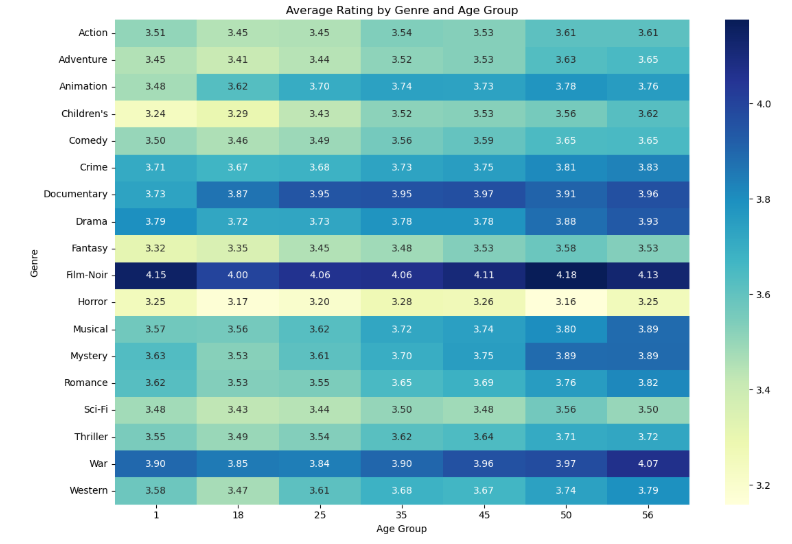 Average Rating by Genre and Age Group
Genre
Action 3.51 3.45 3.45 3.54 3.53 3.61 3.61
Adventure 3.45 3.41 3.44 3.52 3.53 3.63 3.65
Animation 3.48 3.62 3.70 3.74 3.73 3.78 3.76
Children's 3.24 3.29 3.43 3.52 3.53 3.56 3.62
Comedy 3.50 3.46 3.49 3.56 3.59 3.65 3.65
Crime 3.71 3.67 3.68 3.73 3.75 3.81 3.83
Documentary 3.73 3.87 3.95 3.95 3.97 3.91 3.96
Drama 3.79 3.72 3.73 3.78 3.78 3.88 3.93
Fantasy 3.32 3.35 3.45 3.48 3.53 3.58 3.53
Film-Noir 4.15 4.00 4.06 4.06 4.11 4.18 4.13
Horror 3.25 3.17 3.20 3.28 3.26 3.16 3.25
Musical 3.57 3.56 3.62 3.72 3.74 3.80 3.89
Mystery 3.63 3.53 3.61 3.70 3.75 3.89 3.89
Romance 3.62 3.53 3.55 3.65 3.69 3.76 3.82
Sci-Fi 3.48 3.43 3.44 3.50 3.48 3.56 3.50
Thriller 3.55 3.49 3.54 3.62 3.64 3.71 3.72
War 3.90 3.85 3.84 3.90 3.96 3.97 4.07
Western 3.58 3.47 3.61 3.68 3.67 3.74 3.79
1 18 25 35 45 50 56
Age Group
4.0
3.8
3.6
3.4
3.2